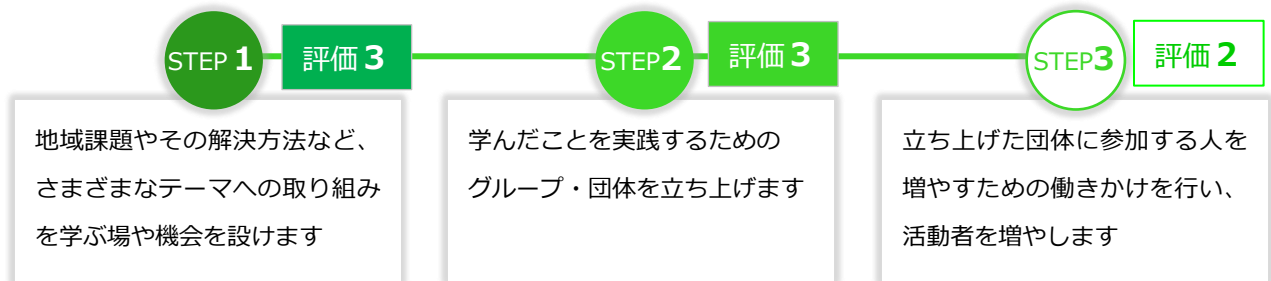 STEP 1
評価 3
地域課題やその解決方法など、
さまざまなテーマへの取り組み
を学ぶ場や機会を設けます
STEP2
評価 3
学んだことを実践するための
グループ・団体を立ち上げます
STEP3
評価 2
立ち上げた団体に参加する人を
増やすための働きかけを行い、
活動者を増やします